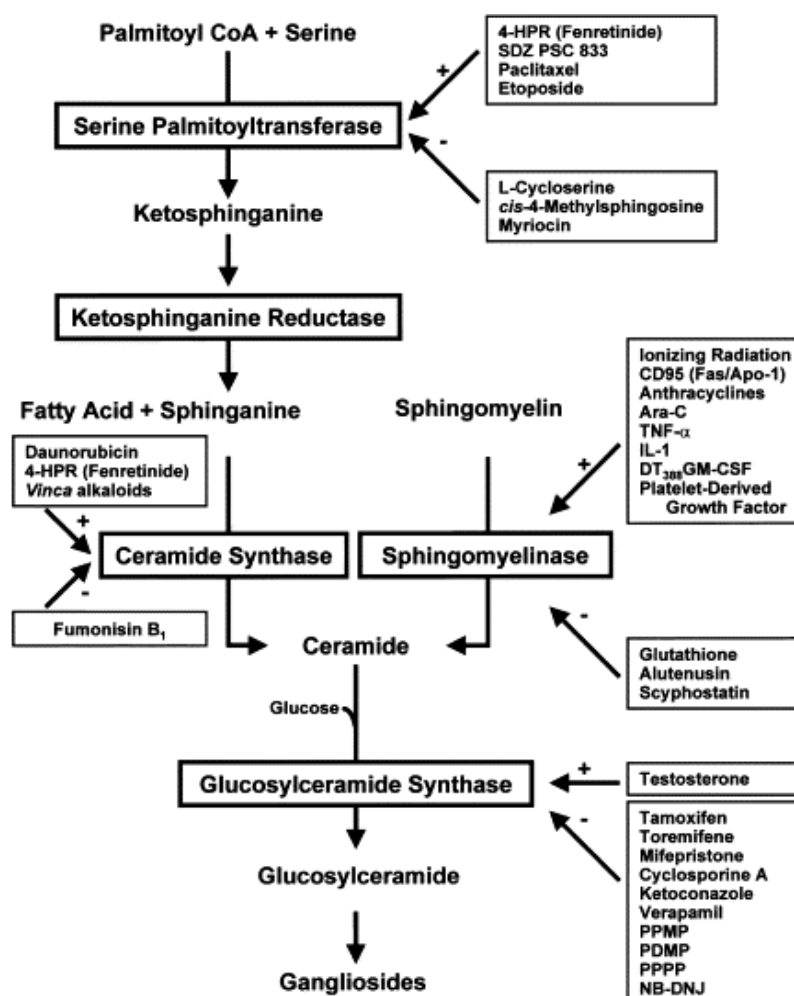 Palmitoyl CoA + Serine
4-HPR (Fenretinide)
SDZ PSC 833
Paclitaxel
Etoposide
+
Serine Palmitoyltransferase
-
L-Cycloserine
cis-4-Methylsphingosine
Myriocin
Ketosphinganine
Ketosphinganine Reductase
Ionizing Radiation
CD95 (Fas/Apo-1)
Anthracyclines
Ara-C
TNF-α
IL-1
DT₃₈₈GM-CSF
Platelet-Derived
Growth Factor
+
Fatty Acid + Sphinganine
Sphingomyelin
Daunorubicin
4-HPR (Fenretinide)
Vinca alkaloids
+
Ceramide Synthase
Sphingomyelinase
-
Fumonisin B₁
-
Glutathione
Alutenusin
Scyphostatin
Ceramide
Glucose
Glucosylceramide Synthase
+
Testosterone
-
Tamoxifen
Toremifene
Mifepristone
Cyclosporine A
Ketoconazole
Verapamil
PPMP
PDMP
PPPP
NB-DNJ
Glucosylceramide
Gangliosides